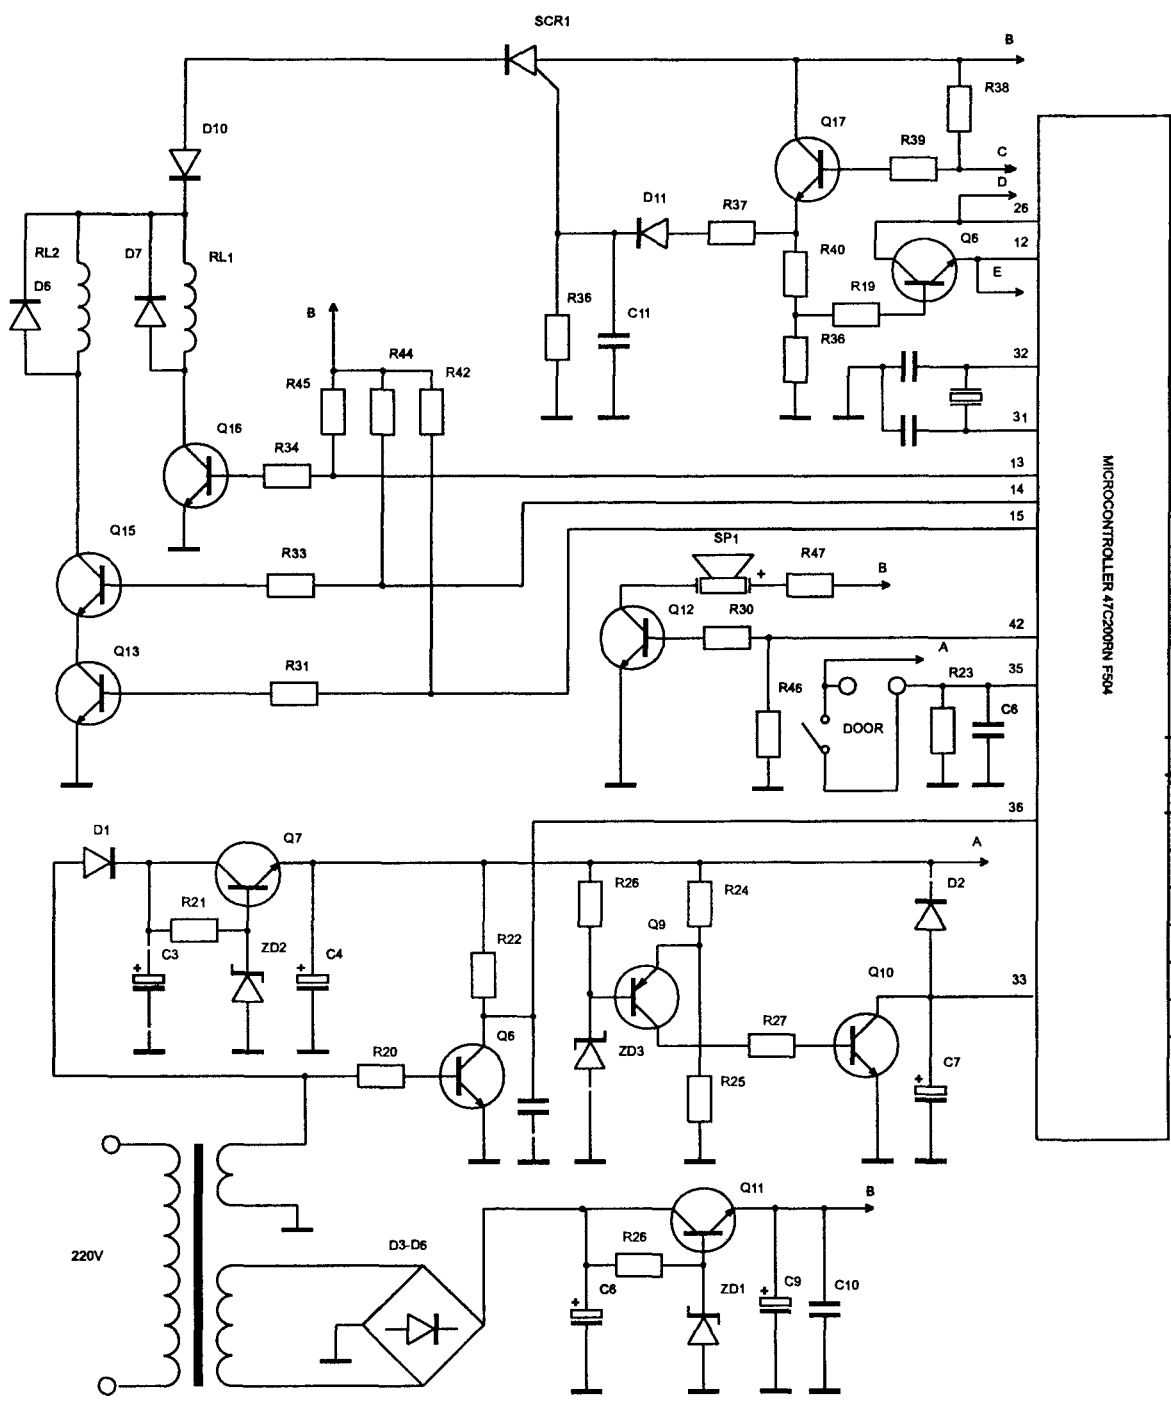 SCR1
B
R38
D10
Q17
R39
C
D
D11
R37
26
RL2
D7
RL1
R40
Q6
12
D6
E
R19
B
R36
C11
R36
32
R44
R45
R42
31
Q16
R34
13
14
15
Q15
SP1
R33
R47
B
Q12
R30
42
Q13
A
R31
R23
35
R46
DOOR
C6
MICROCONTROLLER 47C200RN F504
36
D1
Q7
A
R26
R24
D2
R21
Q9
C3
ZD2
C4
R22
Q10
33
Q6
R27
R20
ZD3
C7
R25
Q11
B
220V
D3-D6
R26
C6
ZD1
C9
C10
+
+
+
+
+
+